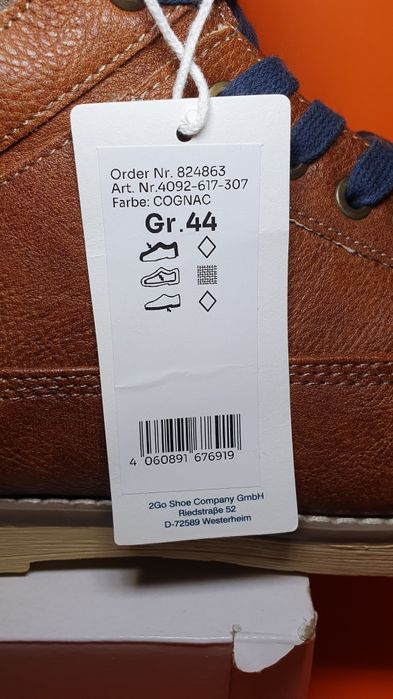 Order Nr. 824863
Art. Nr.4092-617-307
Farbe: COGNAC
Gr.44
4 060891 676919
2Go Shoe Company GmbH
Riedstraße 52
D-72589 Westerheim